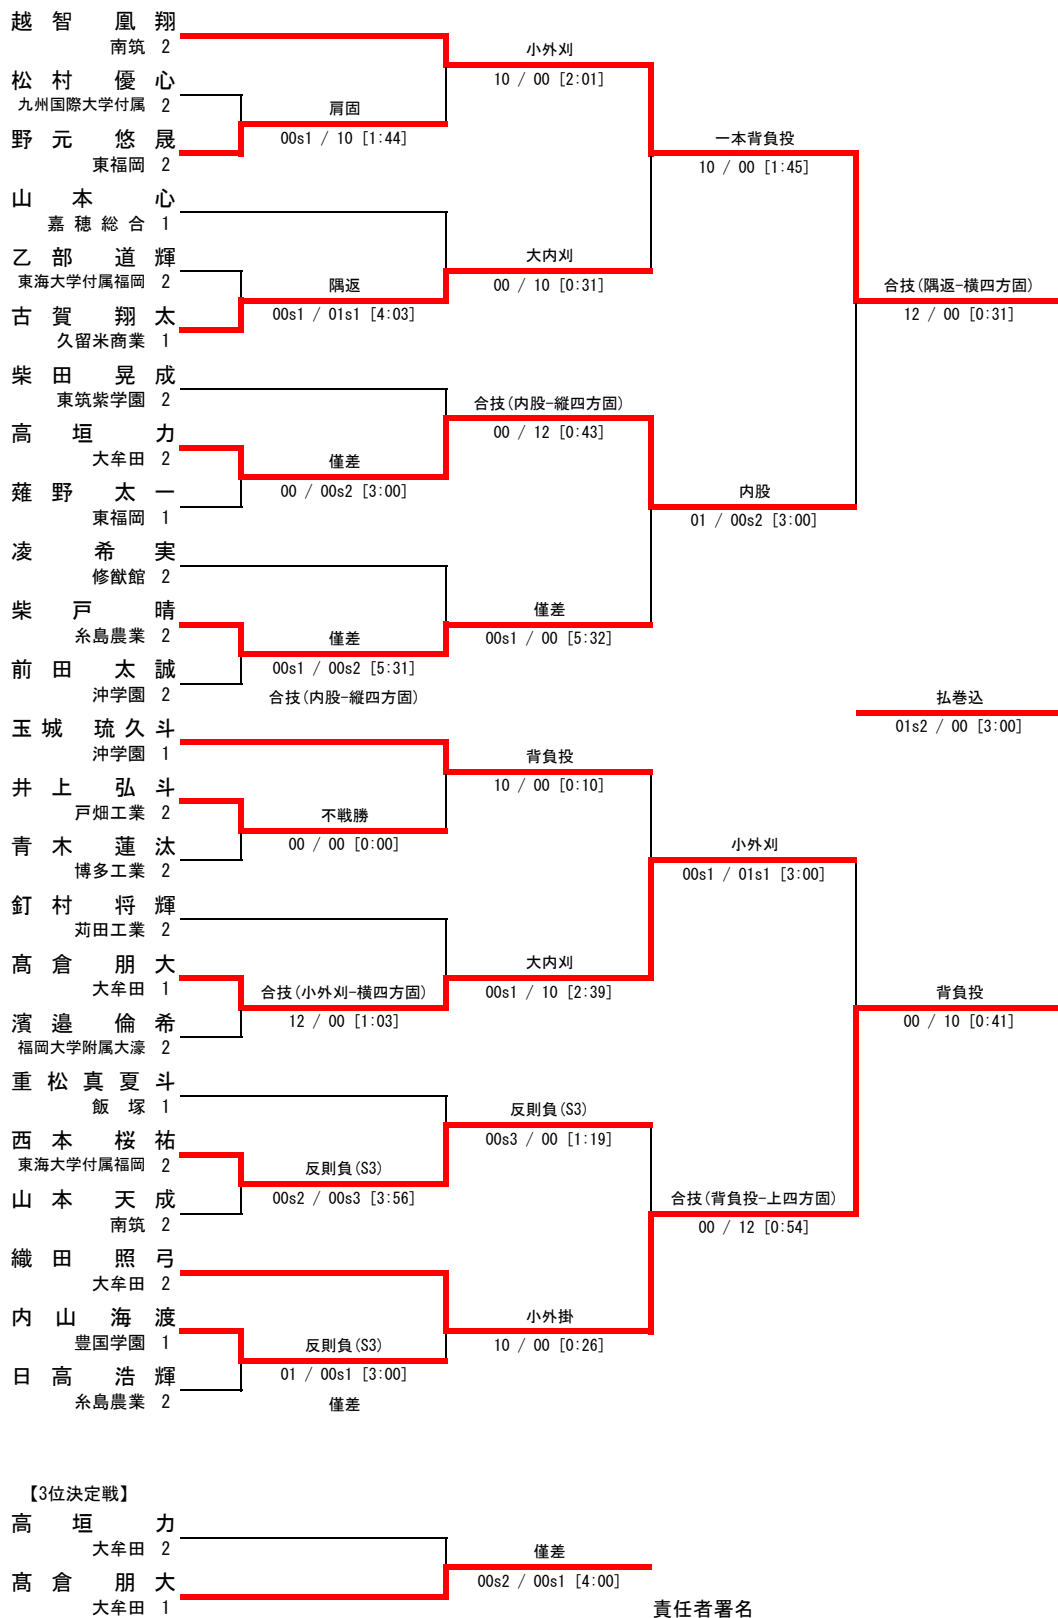 越智 凰翔
南筑 2
小外刈
10 / 00 [2:01]
松村 優心
九州国際大学付属 2
肩固
00s1 / 10 [1:44]
野元 悠晟
東福岡 2
一本背負投
10 / 00 [1:45]
山本 心
嘉穂総合 1
乙部 道輝
東海大学付属福岡 2
大内刈
00 / 10 [0:31]
隅返
00s1 / 01s1 [4:03]
合技(隅返-横四方固)
12 / 00 [0:31]
古賀 翔太
久留米商業 1
柴田 晃成
東筑紫学園 2
合技(内股-縦四方固)
00 / 12 [0:43]
高垣 力
大牟田 2
僅差
00 / 00s2 [3:00]
薙野 太一
東福岡 1
内股
01 / 00s2 [3:00]
凌 希実
修猷館 2
柴戸 晴
糸島農業 2
僅差
00s1 / 00 [5:32]
僅差
00s1 / 00s2 [5:31]
前田 太誠
沖学園 2
合技(内股-縦四方固)
払巻込
01s2 / 00 [3:00]
玉城 琉久斗
沖学園 1
背負投
10 / 00 [0:10]
井上 弘斗
戸畑工業 2
不戦勝
00 / 00 [0:00]
青木 蓮汰
博多工業 2
小外刈
00s1 / 01s1 [3:00]
釘村 将輝
苅田工業 2
髙倉 朋大
大牟田 1
大内刈
00s1 / 10 [2:39]
合技(小外刈-横四方固)
12 / 00 [1:03]
背負投
00 / 10 [0:41]
濱邉 倫希
福岡大学附属大濠 2
重松 真夏斗
飯塚 1
反則負(S3)
00s3 / 00 [1:19]
西本 桜祐
東海大学付属福岡 2
反則負(S3)
00s2 / 00s3 [3:56]
山本 天成
南筑 2
合技(背負投-上四方固)
00 / 12 [0:54]
織田 照弓
大牟田 2
内山 海渡
豊国学園 1
小外掛
10 / 00 [0:26]
反則負(S3)
01 / 00s1 [3:00]
日高 浩輝
糸島農業 2
僅差
【3位決定戦】
高垣 力
大牟田 2
僅差
00s2 / 00s1 [4:00]
髙倉 朋大
大牟田 1
責任者署名